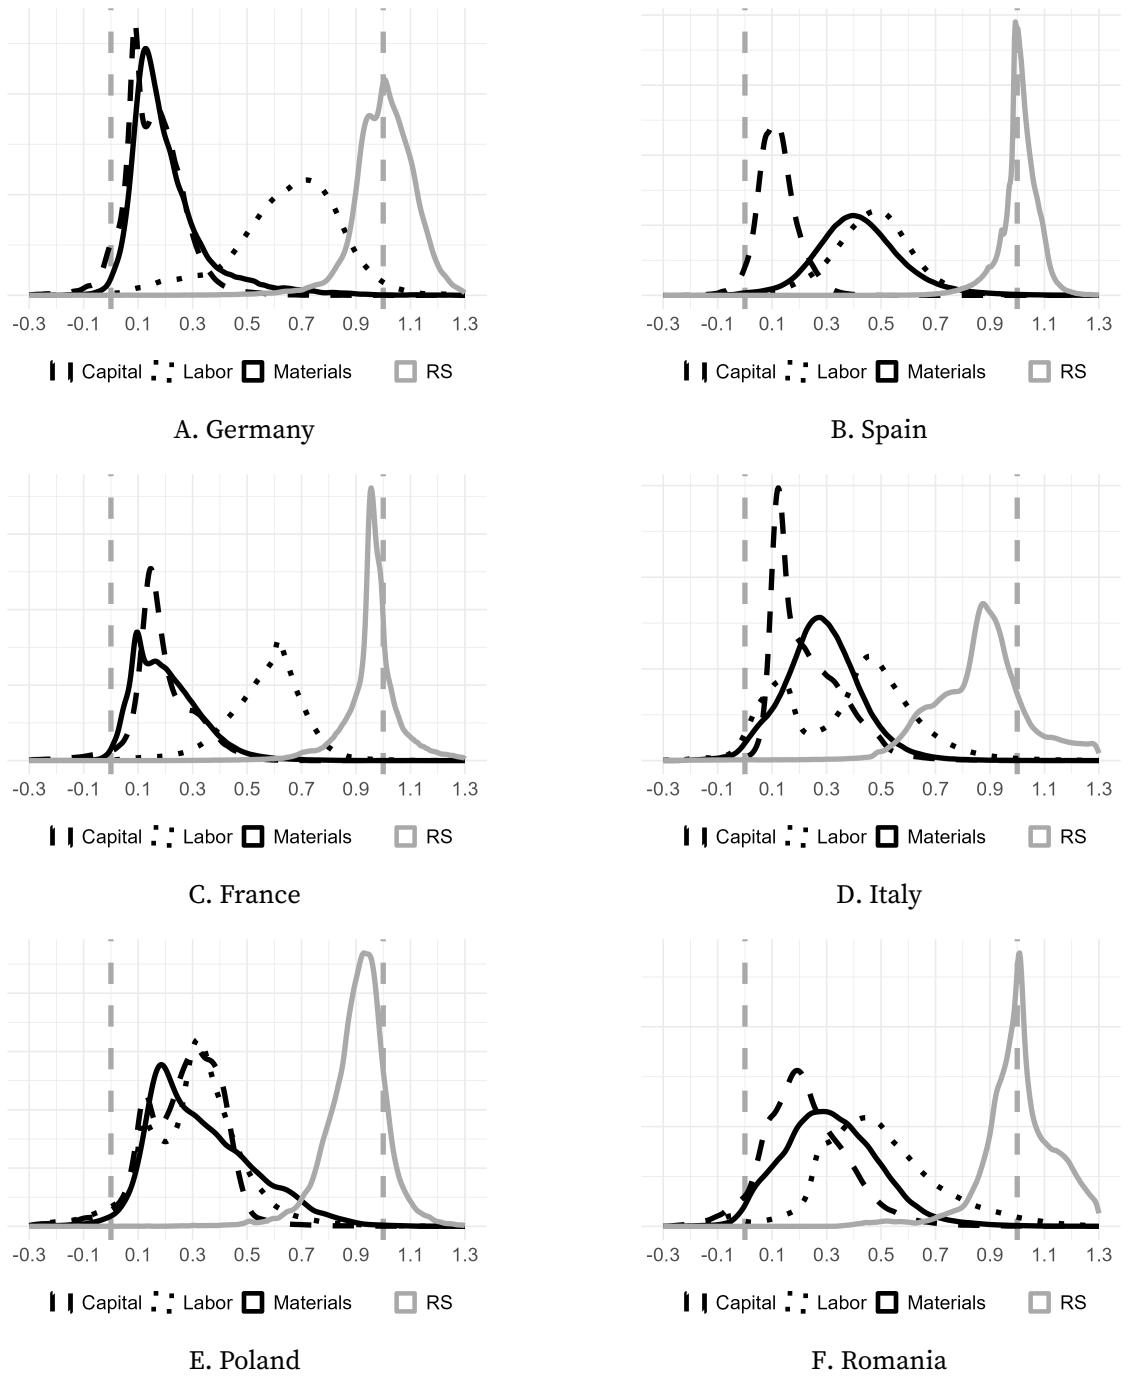 -0.3 -0.1 0.1 0.3 0.5 0.7 0.9 1.1 1.3
Capital Labor Materials RS
A. Germany
-0.3 -0.1 0.1 0.3 0.5 0.7 0.9 1.1 1.3
Capital Labor Materials RS
B. Spain
-0.3 -0.1 0.1 0.3 0.5 0.7 0.9 1.1 1.3
Capital Labor Materials RS
C. France
-0.3 -0.1 0.1 0.3 0.5 0.7 0.9 1.1 1.3
Capital Labor Materials RS
D. Italy
-0.3 -0.1 0.1 0.3 0.5 0.7 0.9 1.1 1.3
Capital Labor Materials RS
E. Poland
-0.3 -0.1 0.1 0.3 0.5 0.7 0.9 1.1 1.3
Capital Labor Materials RS
F. Romania